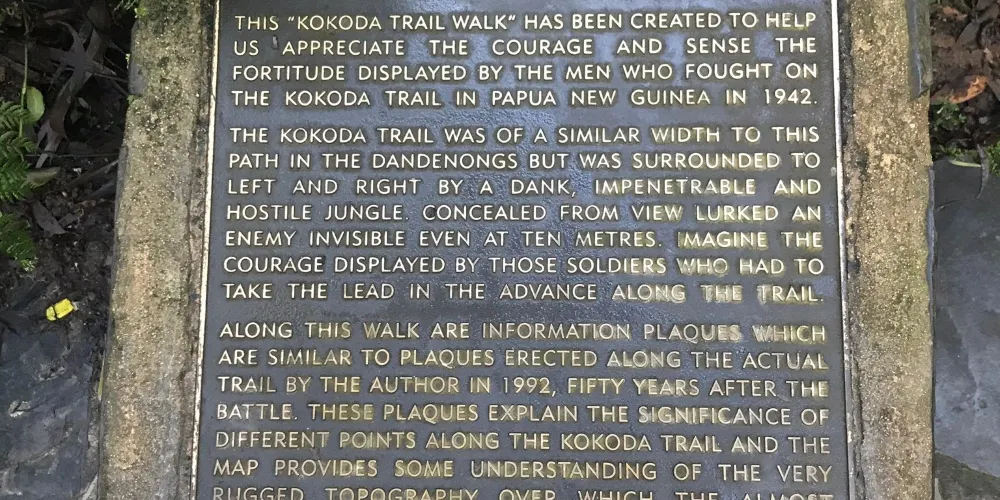 THIS "KOKODA TRAIL WALK" HAS BEEN CREATED TO HELP
US APPRECIATE THE COURAGE AND SENSE THE
FORTITUDE DISPLAYED BY THE MEN WHO FOUGHT ON
THE KOKODA TRAIL IN PAPUA NEW GUINEA IN 1942.
THE KOKODA TRAIL WAS OF A SIMILAR WIDTH TO THIS
PATH IN THE DANDENONGS BUT WAS SURROUNDED TO
LEFT AND RIGHT BY A DANK, IMPENETRABLE AND
HOSTILE JUNGLE. CONCEALED FROM VIEW LURKED AN
ENEMY INVISIBLE EVEN AT TEN METRES. IMAGINE THE
COURAGE DISPLAYED BY THOSE SOLDIERS WHO HAD TO
TAKE THE LEAD IN THE ADVANCE ALONG THE TRAIL.
ALONG THIS WALK ARE INFORMATION PLAQUES WHICH
ARE SIMILAR TO PLAQUES ERECTED ALONG THE ACTUAL
TRAIL BY THE AUTHOR IN 1992, FIFTY YEARS AFTER THE
BATTLE. THESE PLAQUES EXPLAIN THE SIGNIFICANCE OF
DIFFERENT POINTS ALONG THE KOKODA TRAIL AND THE
MAP PROVIDES SOME UNDERSTANDING OF THE VERY
RUGGED TOPOGRAPHY OVER WHICH THE ALMOST